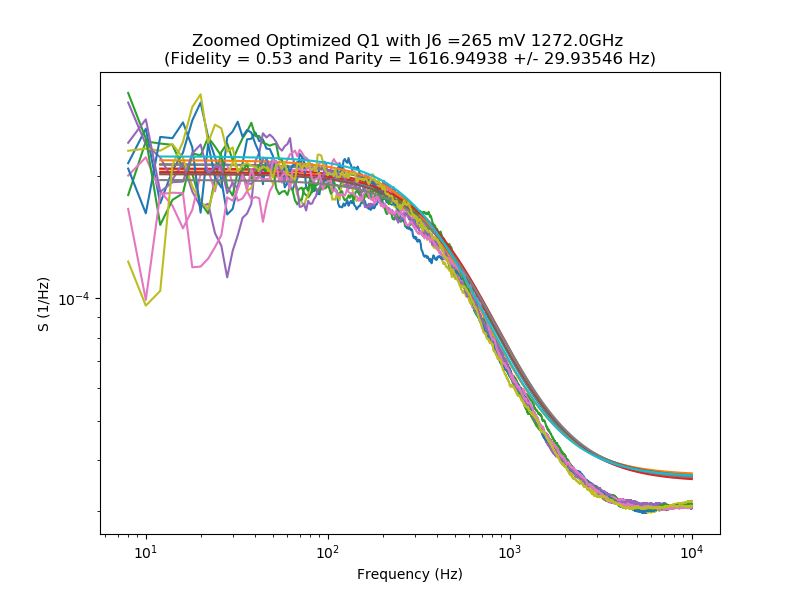 Zoomed Optimized Q1 with J6 =265 mV 1272.0GHz
(Fidelity = 0.53 and Parity = 1616.94938 +/- 29.93546 Hz)
S (1/Hz)
10⁻⁴
10¹ 10² 10³ 10⁴
Frequency (Hz)